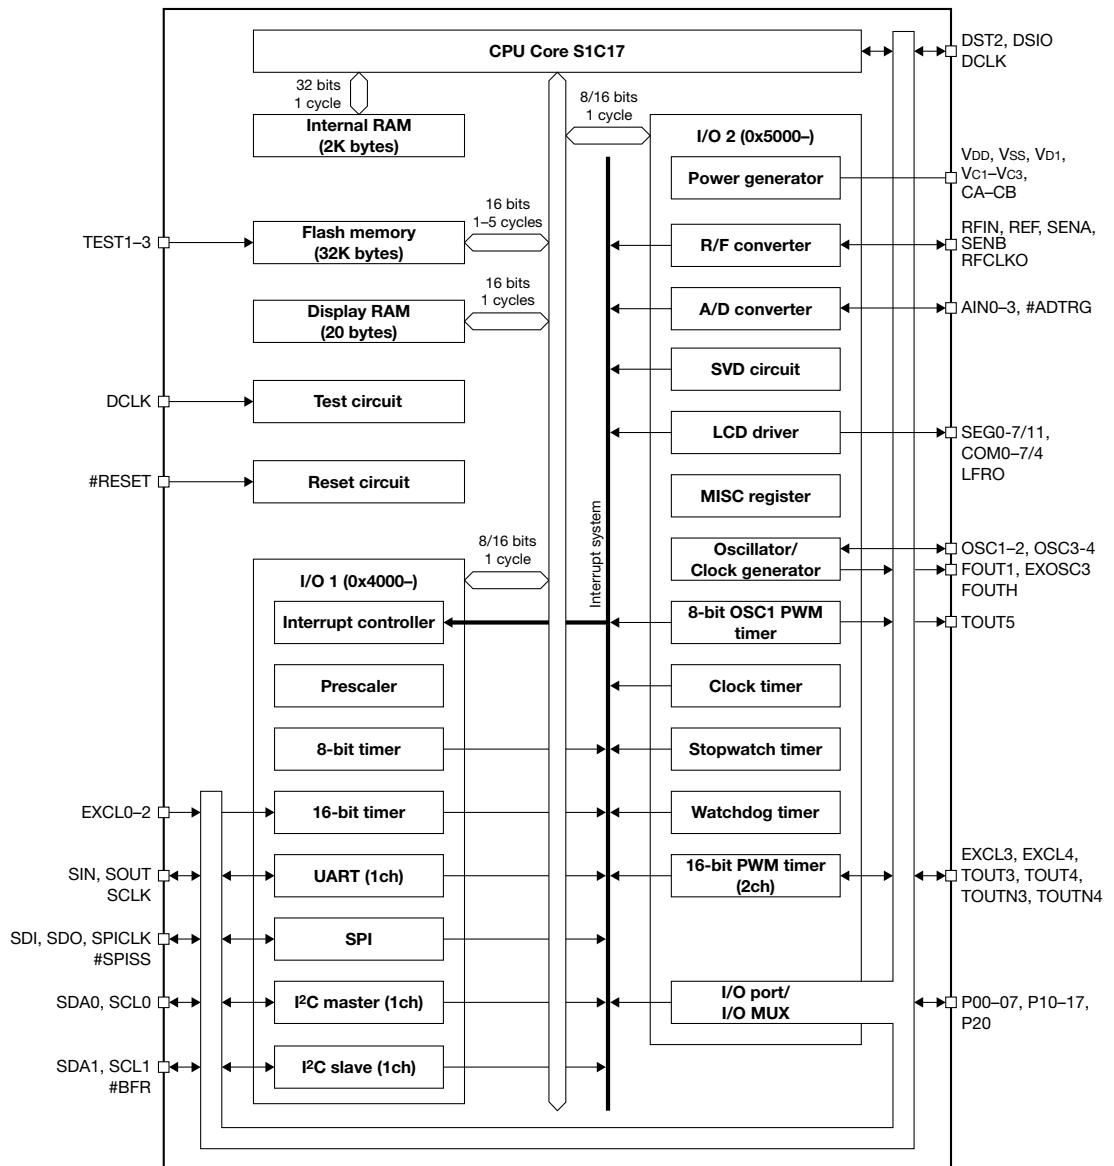 CPU Core S1C17
DST2, DSIO
DCLK
32 bits
1 cycle
8/16 bits
1 cycle
Internal RAM
(2K bytes)
I/O 2 (0x5000–)
Power generator
VDD, VSS, VD1,
VC1–VC3,
CA–CB
16 bits
1–5 cycles
TEST1–3
Flash memory
(32K bytes)
R/F converter
RFIN, REF, SENA,
SENB
RFCLKO
16 bits
1 cycles
Display RAM
(20 bytes)
A/D converter
AIN0–3, #ADTRG
SVD circuit
DCLK
Test circuit
LCD driver
SEG0-7/11,
COM0–7/4
LFRO
#RESET
Reset circuit
MISC register
Interrupt system
8/16 bits
1 cycle
I/O 1 (0x4000–)
Oscillator/
Clock generator
OSC1–2, OSC3-4
FOUT1, EXOSC3
FOUTH
Interrupt controller
8-bit OSC1 PWM
timer
TOUT5
Prescaler
Clock timer
8-bit timer
Stopwatch timer
EXCL0–2
16-bit timer
Watchdog timer
SIN, SOUT
SCLK
UART (1ch)
16-bit PWM timer
(2ch)
EXCL3, EXCL4,
TOUT3, TOUT4,
TOUTN3, TOUTN4
SDI, SDO, SPICLK
#SPISS
SPI
SDA0, SCL0
I2C master (1ch)
I/O port/
I/O MUX
P00–07, P10–17,
P20
SDA1, SCL1
#BFR
I2C slave (1ch)